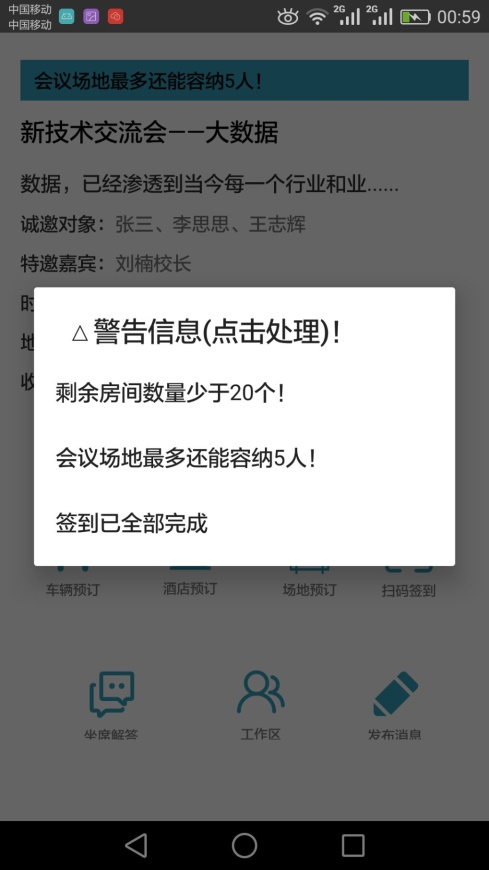 中国移动
中国移动
2G
2G
00:59
会议场地最多还能容纳5人！
新技术交流会——大数据
数据，已经渗透到当今每一个行业和业......
诚邀对象：张三、李思思、王志辉
特邀嘉宾：刘楠校长
时
地
收
△警告信息(点击处理)！
剩余房间数量少于20个！
会议场地最多还能容纳5人！
签到已全部完成
车辆预订
酒店预订
场地预订
扫码签到
坐席解答
工作区
发布消息